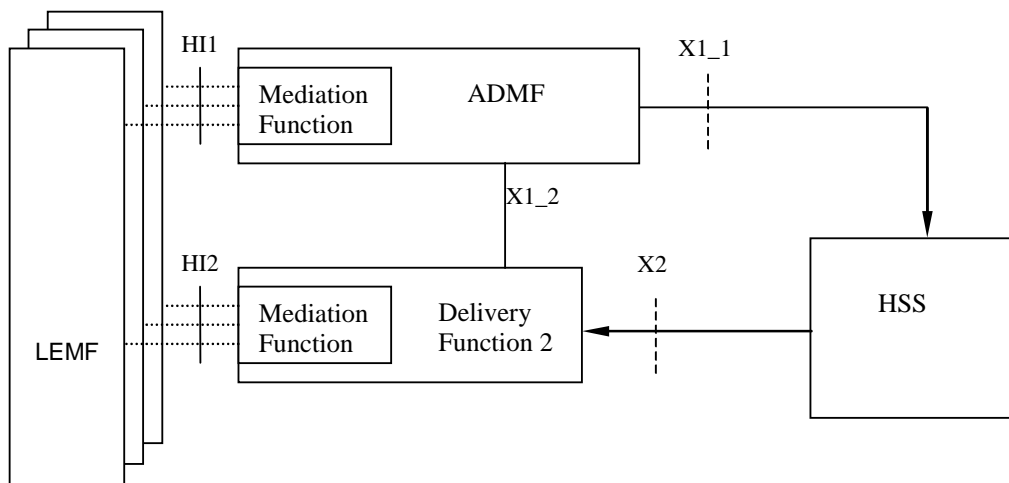 HI1
Mediation
Function
ADMF
X1_1
X1_2
HI2
Mediation
Function
Delivery
Function 2
X2
HSS
LEMF